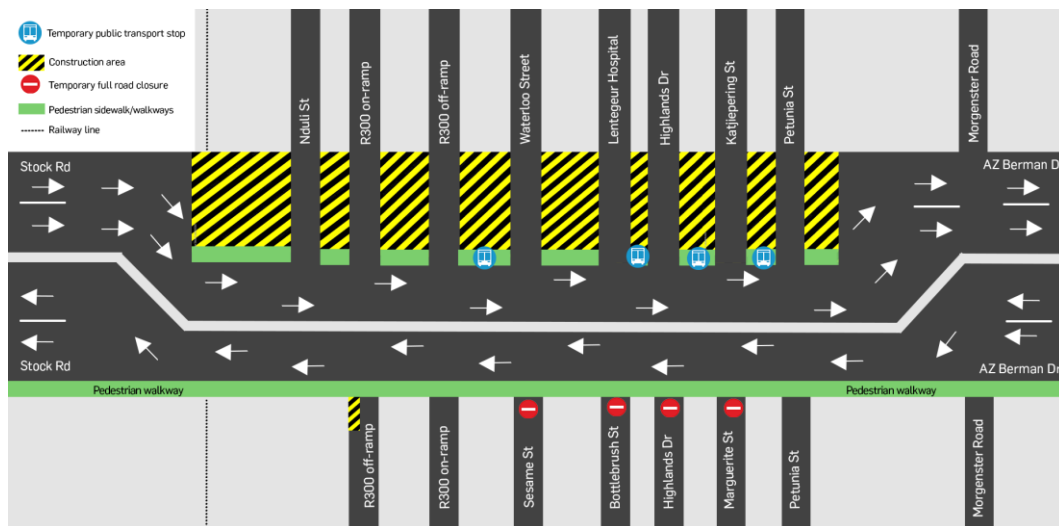 Temporary public transport stop
Construction area
Temporary full road closure
Pedestrian sidewalk/walkways
Railway line
Nduli St
R300 on-ramp
R300 off-ramp
Waterloo Street
Lentegeur Hospital
Highlands Dr
Katjiepering St
Petunia St
Morgenster Road
Stock Rd
AZ Berman D
Stock Rd
AZ Berman Dr
Pedestrian walkway
Pedestrian walkway
R300 off-ramp
R300 on-ramp
Sesame St
Bottlebrush St
Highlands Dr
Marguerite St
Petunia St
Morgenster Road